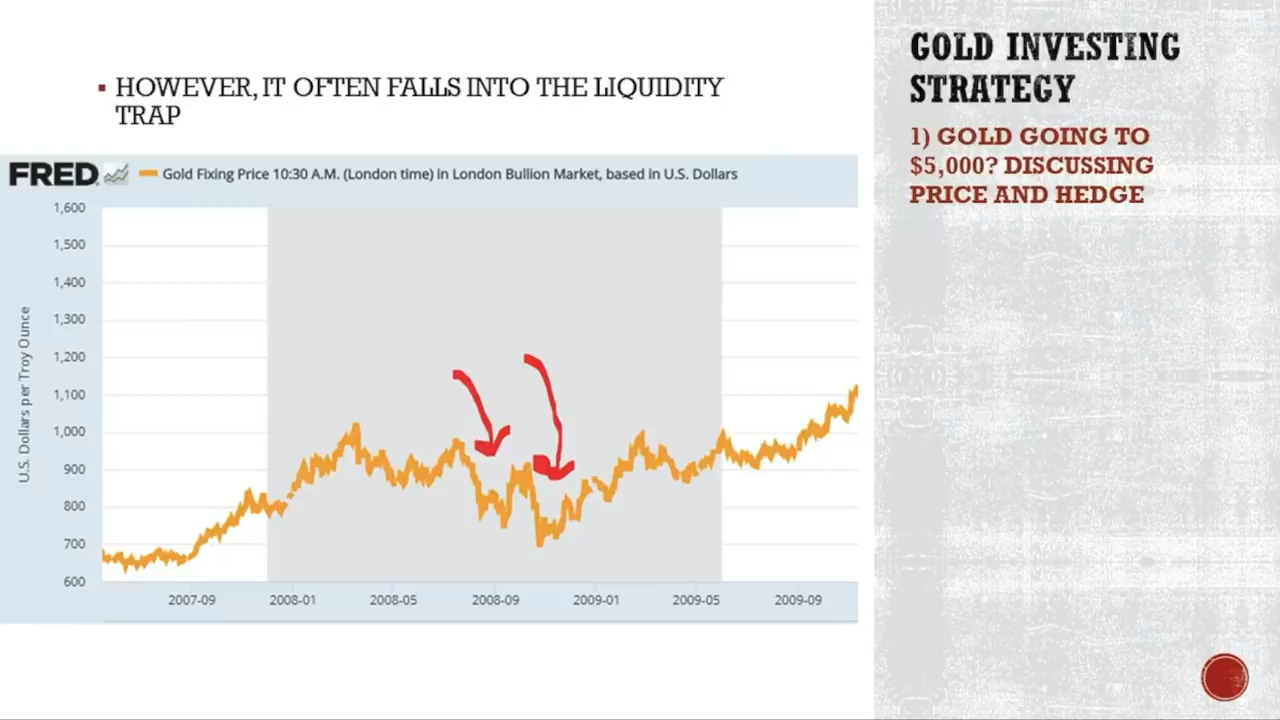 ▪ HOWEVER, IT OFTEN FALLS INTO THE LIQUIDITY
TRAP
FRED Gold Fixing Price 10:30 A.M. (London time) in London Bullion Market, based in U.S. Dollars
1,600
1,500
1,400
1,300
1,200
1,100
1,000
900
800
700
600
U.S. Dollars per Troy Ounce
2007-09 2008-01 2008-05 2008-09 2009-01 2009-05 2009-09
GOLD INVESTING
STRATEGY
1) GOLD GOING TO
$5,000? DISCUSSING
PRICE AND HEDGE